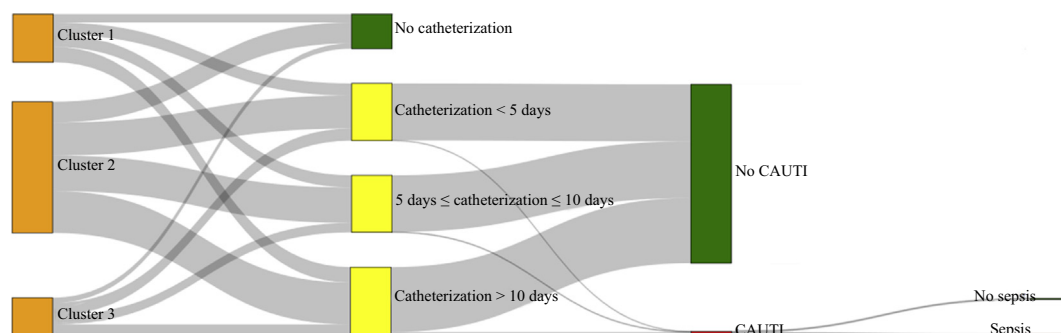 Cluster 1
No catheterization
Catheterization < 5 days
Cluster 2
No CAUTI
5 days ≤ catheterization ≤ 10 days
Catheterization > 10 days
No sepsis
Cluster 3
CAUTI
Sepsis